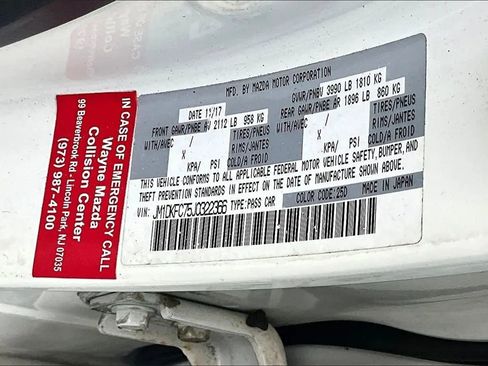 IN CASE OF EMERGENCY CALL
Wayne Mazda
Collision Center
(973) 987-4100
99 Beaverbrook Rd - Lincoln Park, NJ 07035
MFD. BY MAZDA MOTOR CORPORATION
DATE 11/17 GVWR/PNBV 3990 LB 1810 KG
FRONT GAWR/PNBE AV 2112 LB 958 KG REAR GAWR/PNBE AR 1896 LB 860 KG
WITH/AVEC / TIRES/PNEUS WITH/AVEC / TIRES/PNEUS
X RIMS/JANTES X RIMS/JANTES
KPA/ PSI COLD/A FROID KPA/ PSI COLD/A FROID
THIS VEHICLE CONFORMS TO ALL APPLICABLE FEDERAL MOTOR VEHICLE SAFETY, BUMPER, AND
THEFT PREVENTION STANDARDS IN EFFECT ON THE DATE OF MANUFACTURE SHOWN ABOVE.
VIN: JM1DKFC75J0322366 TYPE:PASS CAR COLOR CODE:25D MADE IN JAPAN